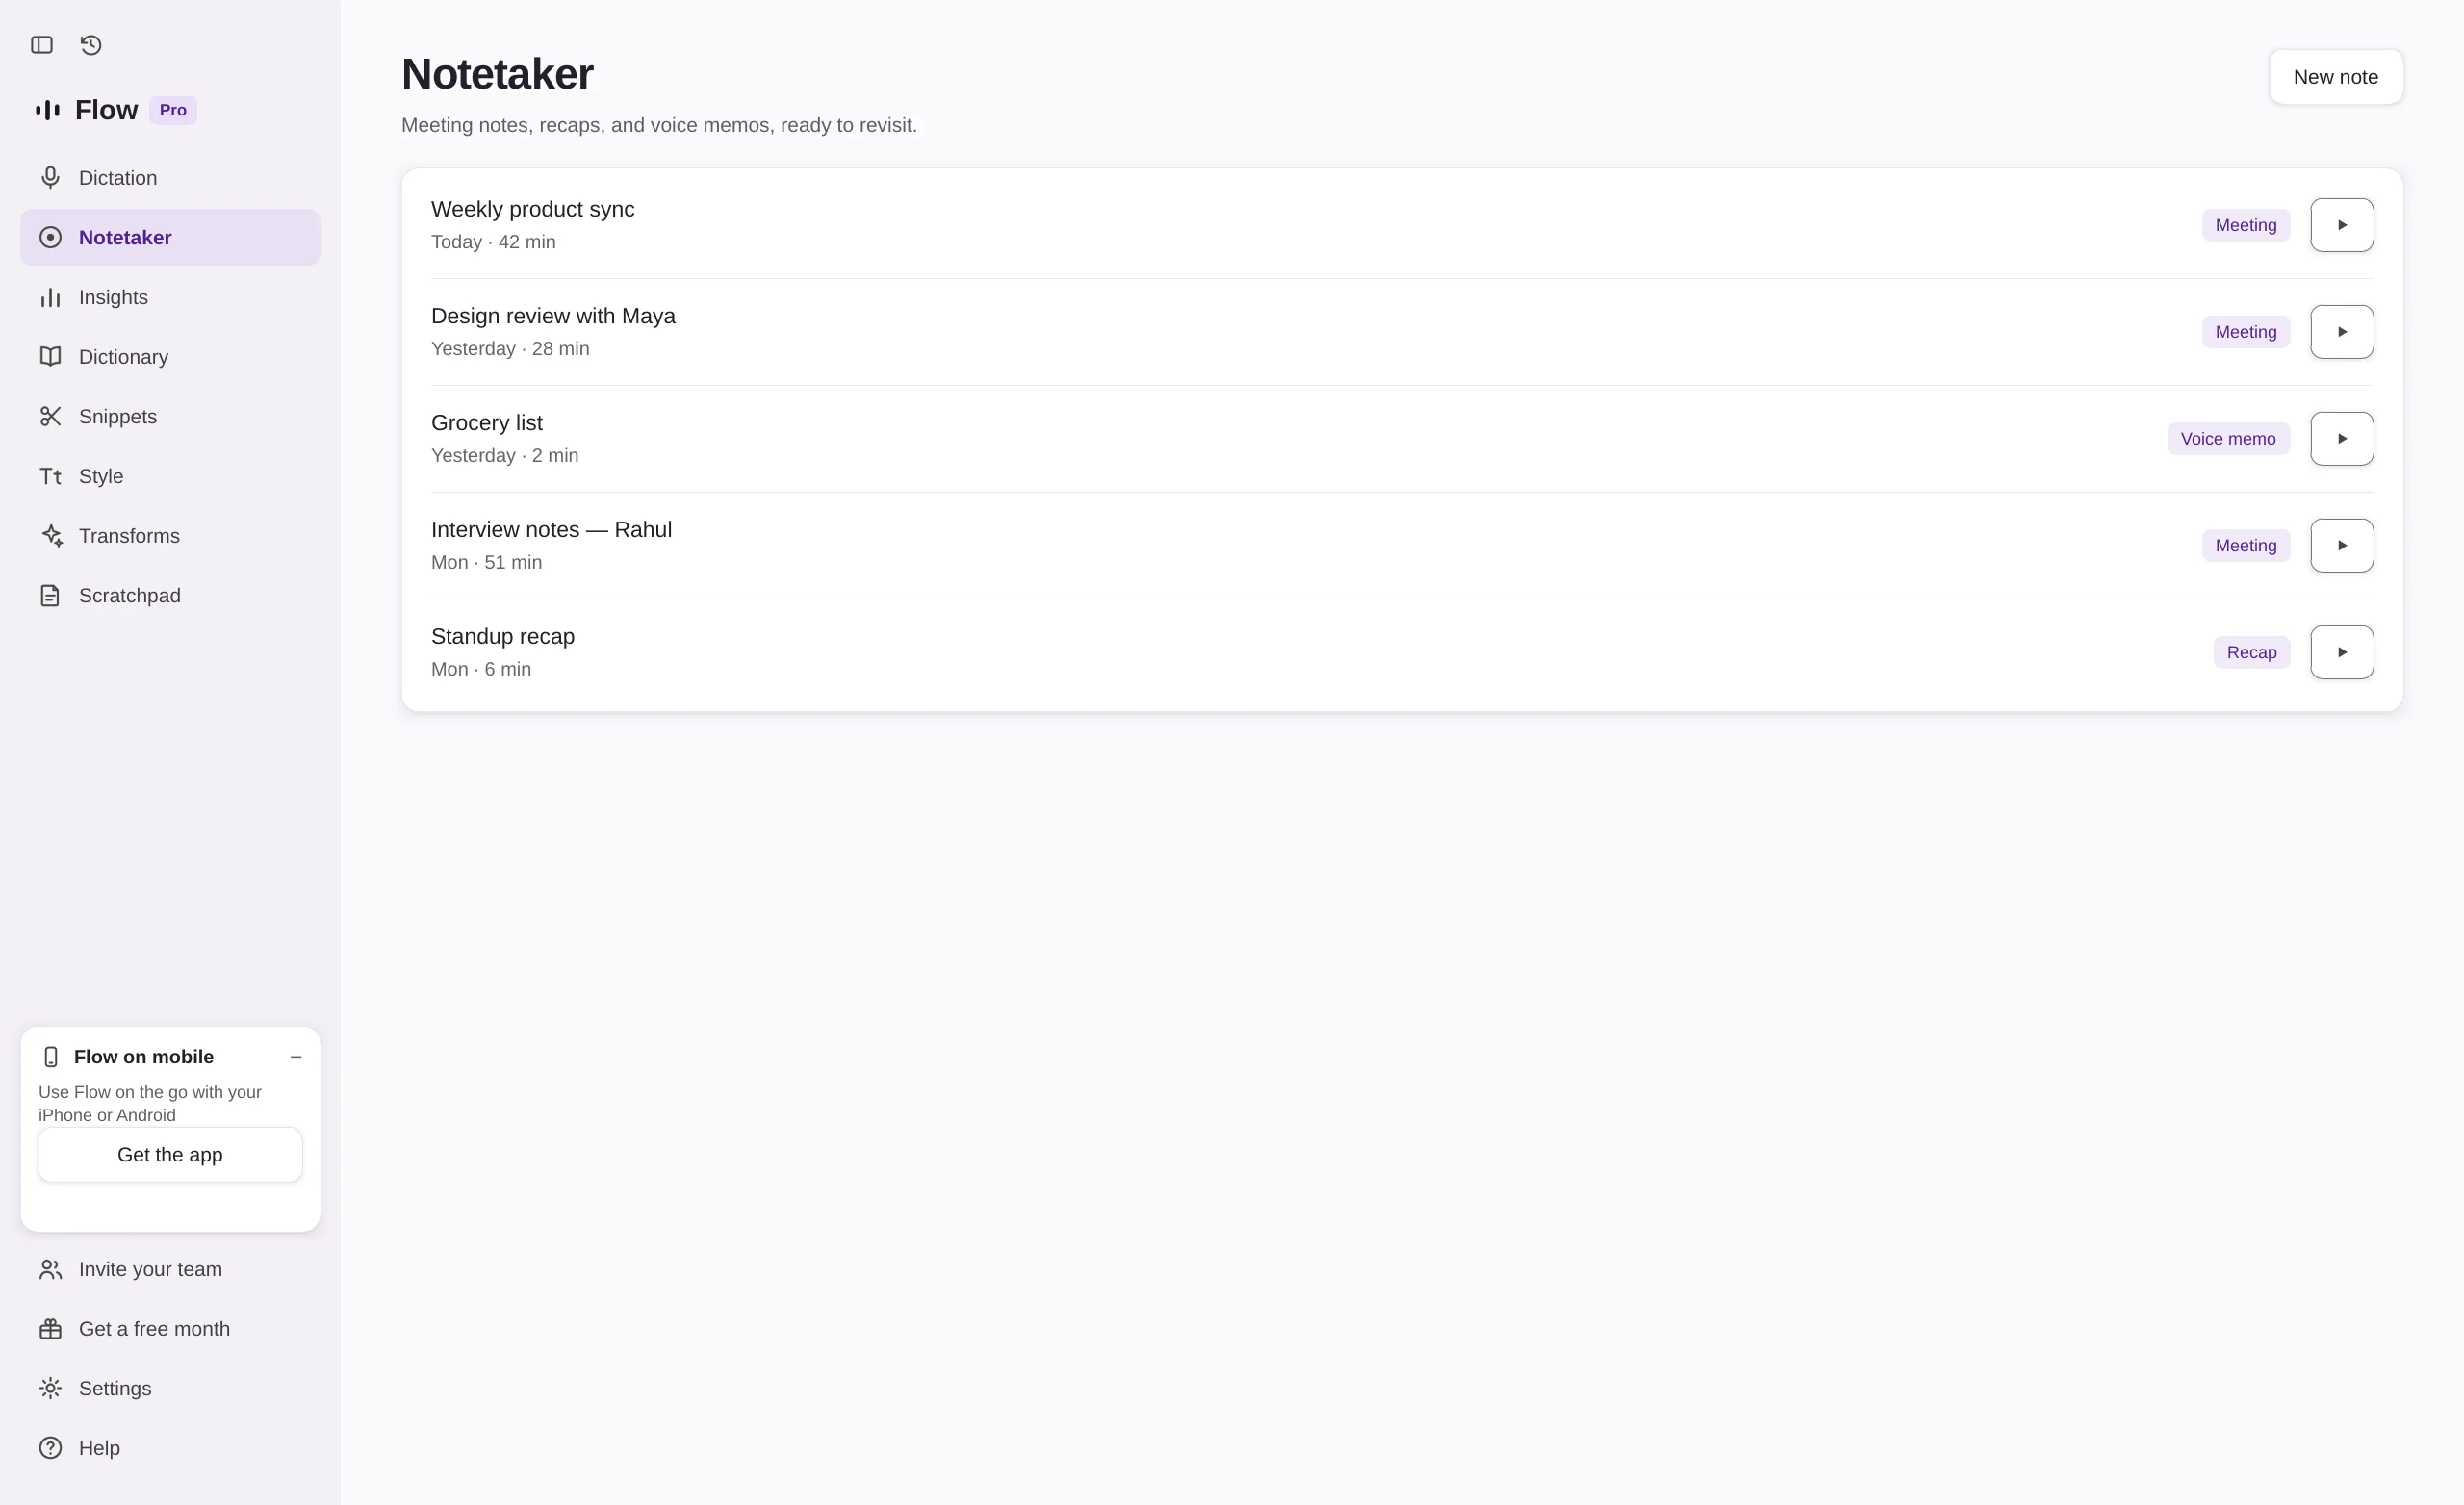 Flow Pro
Dictation
Notetaker
Insights
Dictionary
Snippets
Style
Transforms
Scratchpad
Flow on mobile
Use Flow on the go with your
iPhone or Android
Get the app
Invite your team
Get a free month
Settings
Help
Notetaker
New note
Meeting notes, recaps, and voice memos, ready to revisit.
Weekly product sync
Today · 42 min
Meeting
Design review with Maya
Yesterday · 28 min
Meeting
Grocery list
Yesterday · 2 min
Voice memo
Interview notes — Rahul
Mon · 51 min
Meeting
Standup recap
Mon · 6 min
Recap